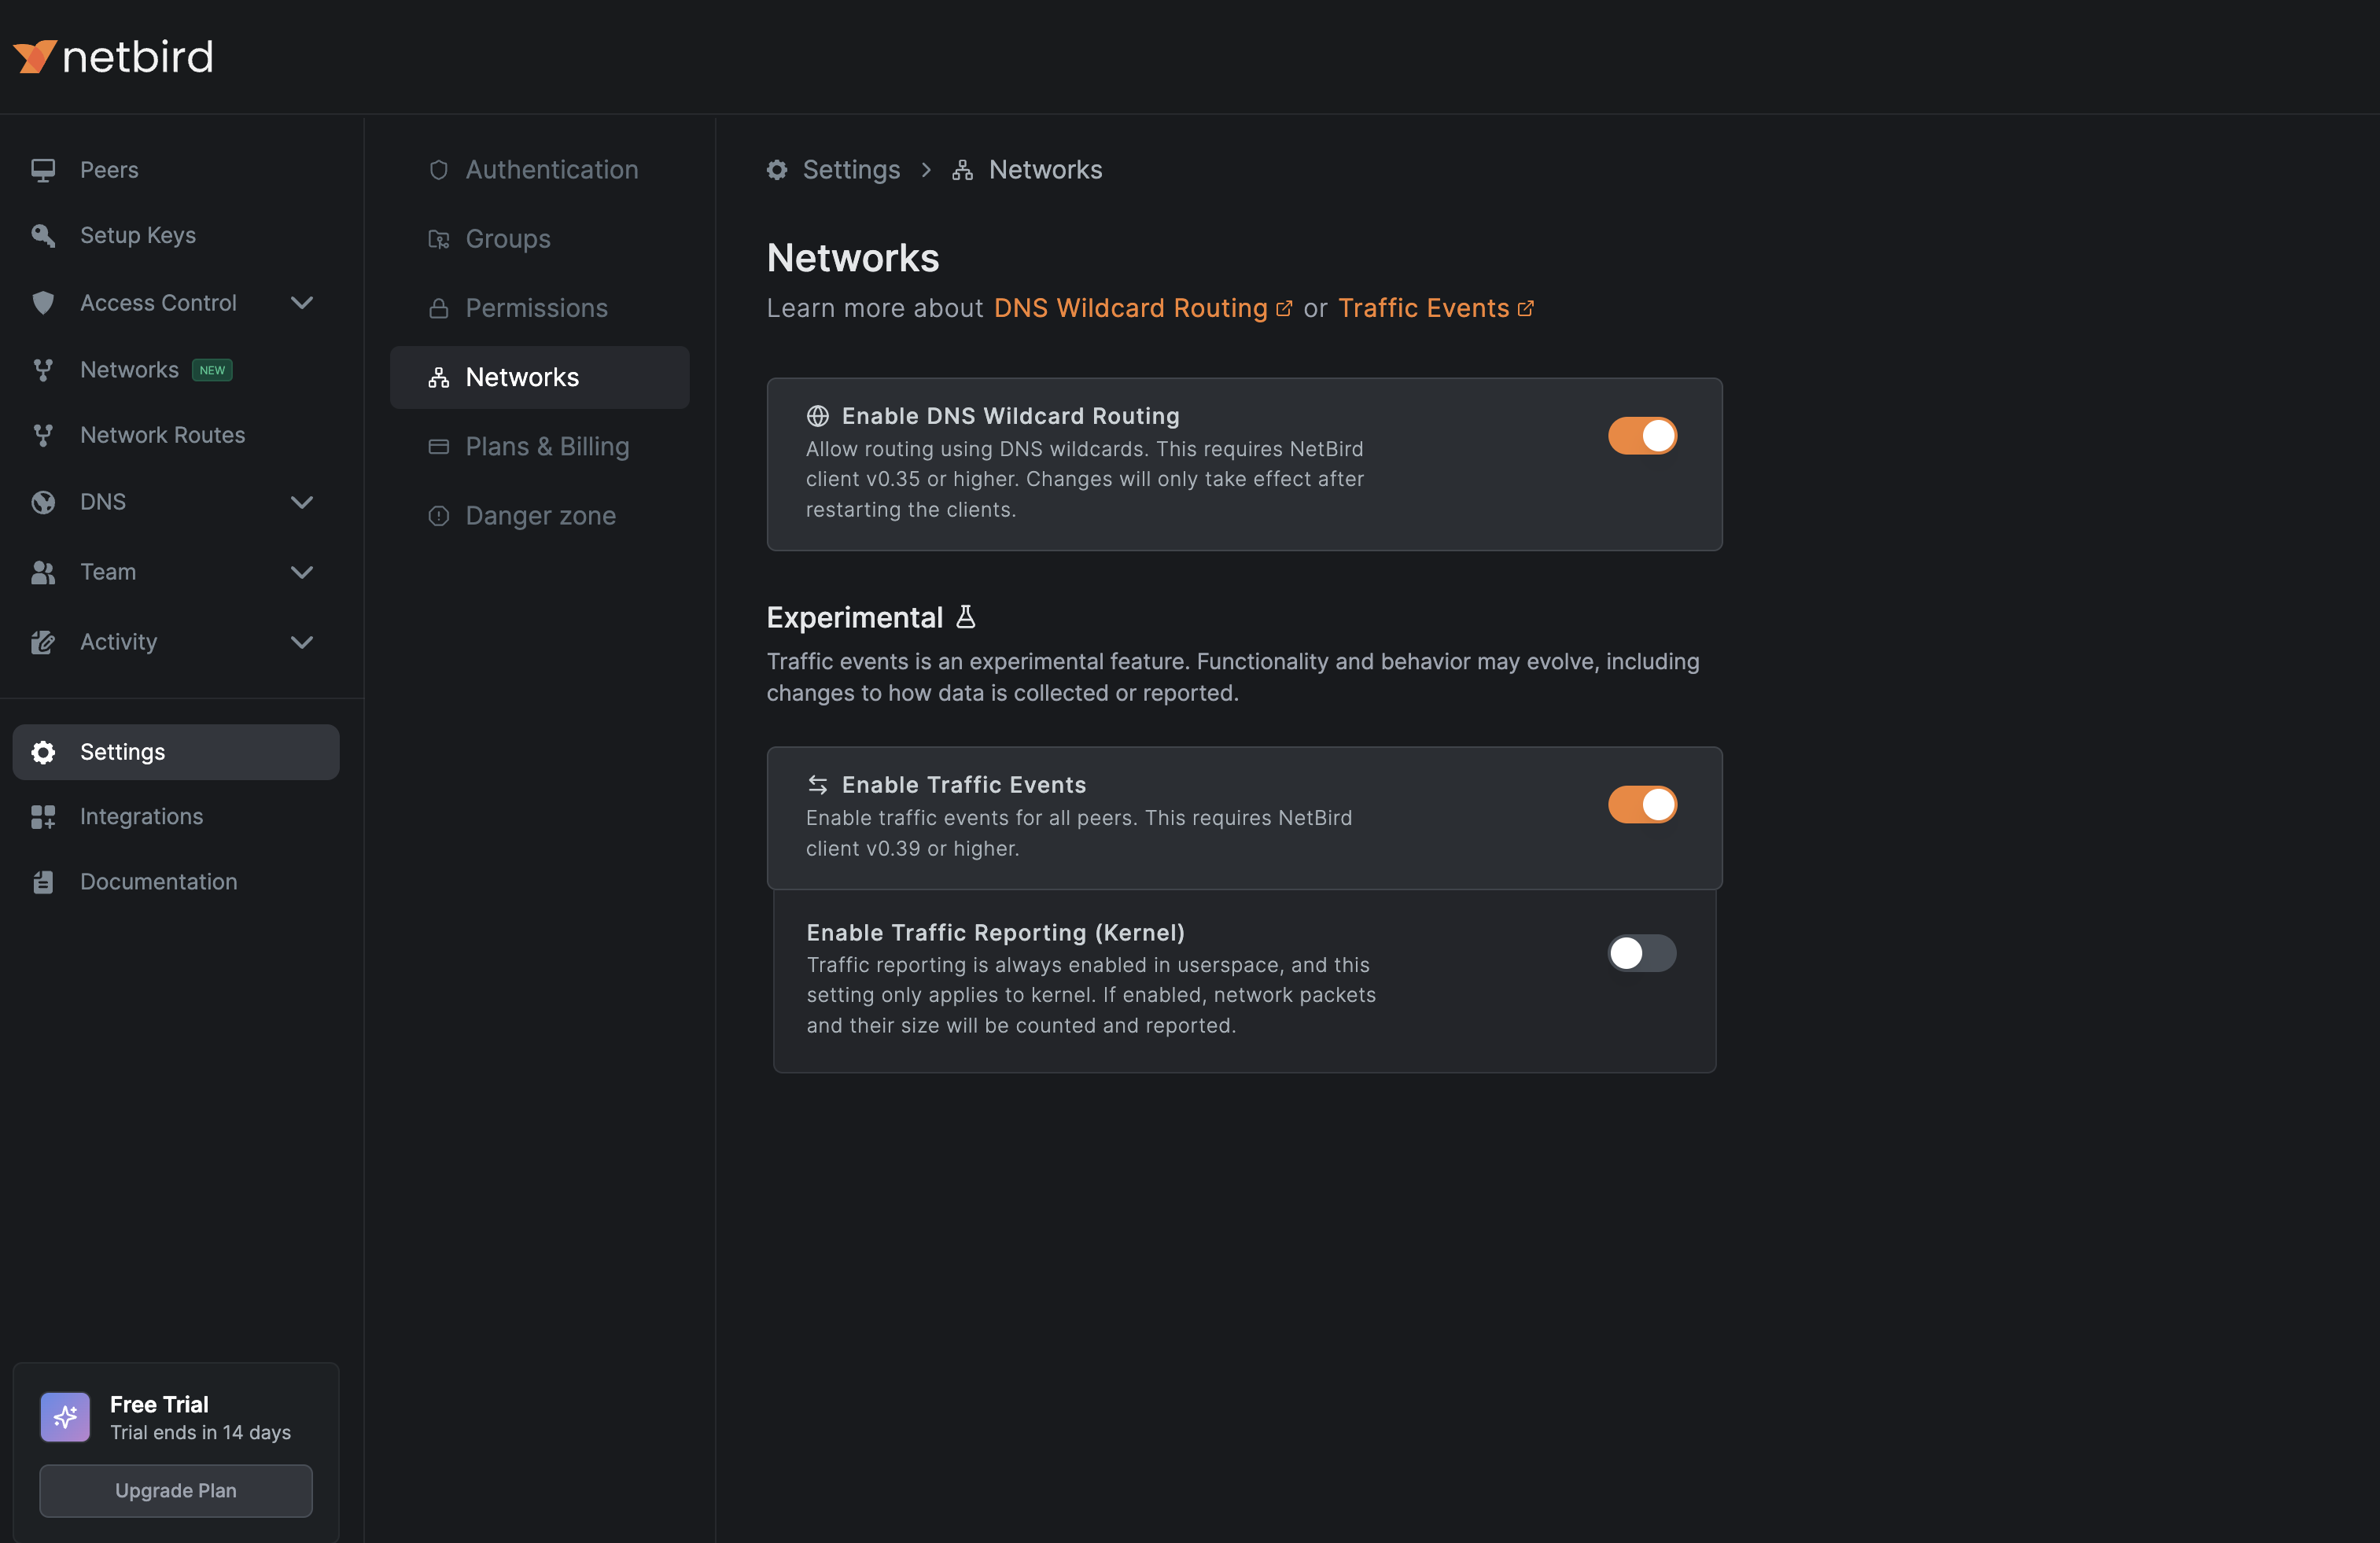 netbird
Peers
Setup Keys
Access Control
Networks NEW
Network Routes
DNS
Team
Activity
Settings
Integrations
Documentation
Free Trial
Trial ends in 14 days
Upgrade Plan
Authentication
Groups
Permissions
Networks
Plans & Billing
Danger zone
Settings > Networks
Networks
Learn more about DNS Wildcard Routing or Traffic Events
Enable DNS Wildcard Routing
Allow routing using DNS wildcards. This requires NetBird
client v0.35 or higher. Changes will only take effect after
restarting the clients.
Experimental
Traffic events is an experimental feature. Functionality and behavior may evolve, including
changes to how data is collected or reported.
Enable Traffic Events
Enable traffic events for all peers. This requires NetBird
client v0.39 or higher.
Enable Traffic Reporting (Kernel)
Traffic reporting is always enabled in userspace, and this
setting only applies to kernel. If enabled, network packets
and their size will be counted and reported.